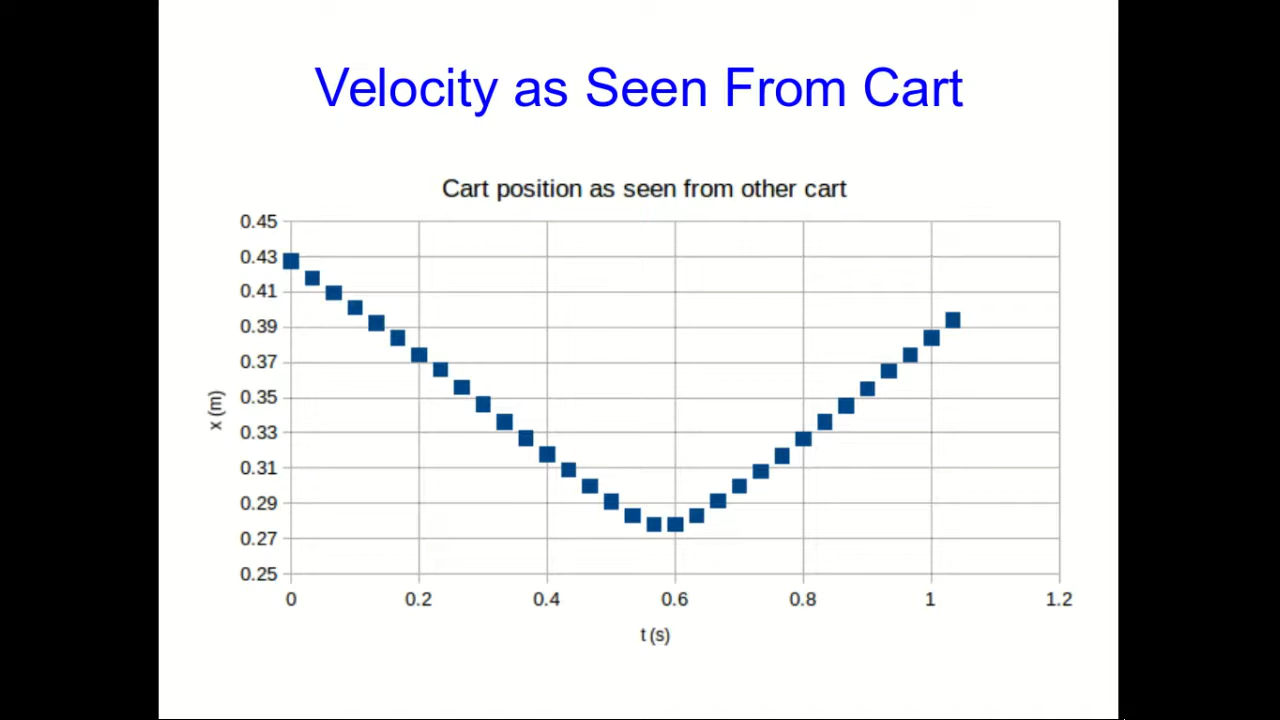 Velocity as Seen From Cart
Cart position as seen from other cart
0.45
0.43
0.41
0.39
0.37
0.35
0.33
0.31
0.29
0.27
0.25
x (m)
0 0.2 0.4 0.6 0.8 1 1.2
t (s)